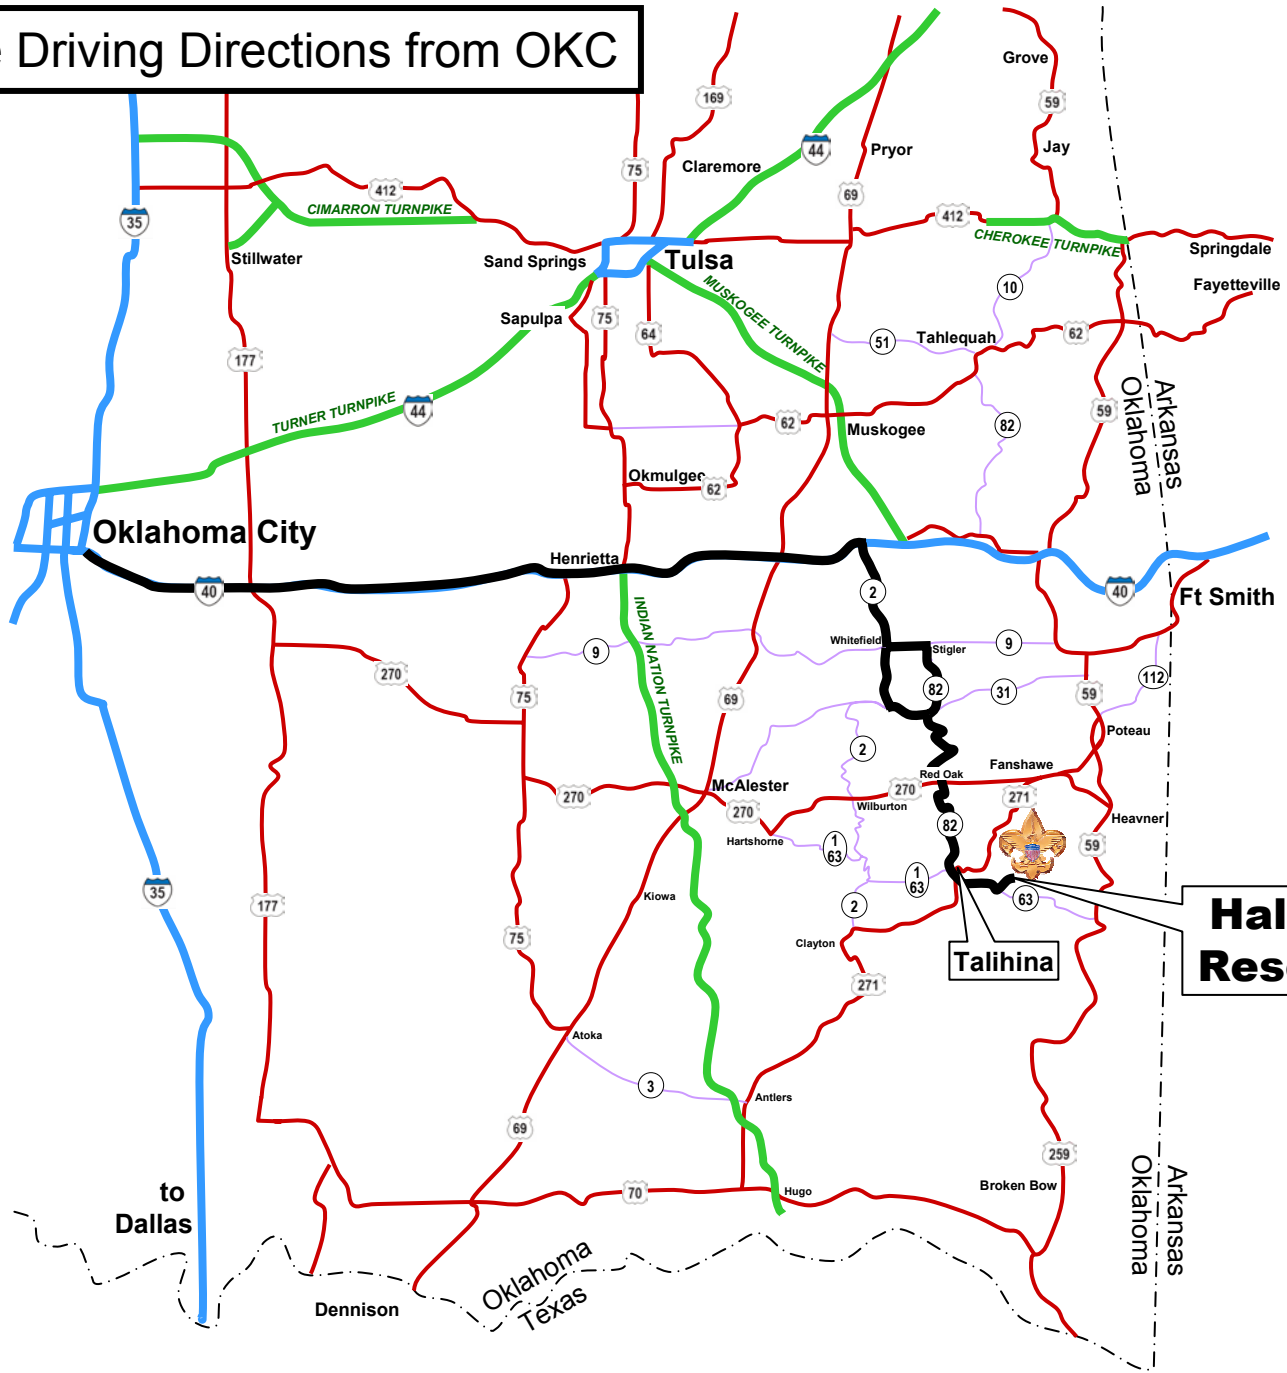 Driving Directions from OKC
Grove
169
59
44
Claremore
Pryor
Jay
75
412
69
CIMARRON TURNPIKE
35
412
CHEROKEE TURNPIKE
Springdale
Stillwater
Sand Springs
Tulsa
10
Fayetteville
MUSKOGEE TURNPIKE
Sapulpa
75
64
51
Tahlequah
62
177
TURNER TURNPIKE
44
59
Arkansas
Oklahoma
62
Muskogee
82
Okmulgee
62
Oklahoma City
Henrietta
40
2
40
Ft Smith
INDIAN NATION TURNPIKE
9
Whitefield
Stigler
9
270
75
69
82
31
59
112
2
Poteau
Red Oak
Fanshawe
270
McAlester
270
Wilburton
270
271
Hartshorne
1
63
82
Heavner
59
35
177
Kiowa
1
63
2
63
Hal
Res
75
Clayton
Talihina
271
Atoka
3
Antlers
69
259
to
Dallas
70
Hugo
Broken Bow
Arkansas
Oklahoma
Oklahoma
Texas
Dennison